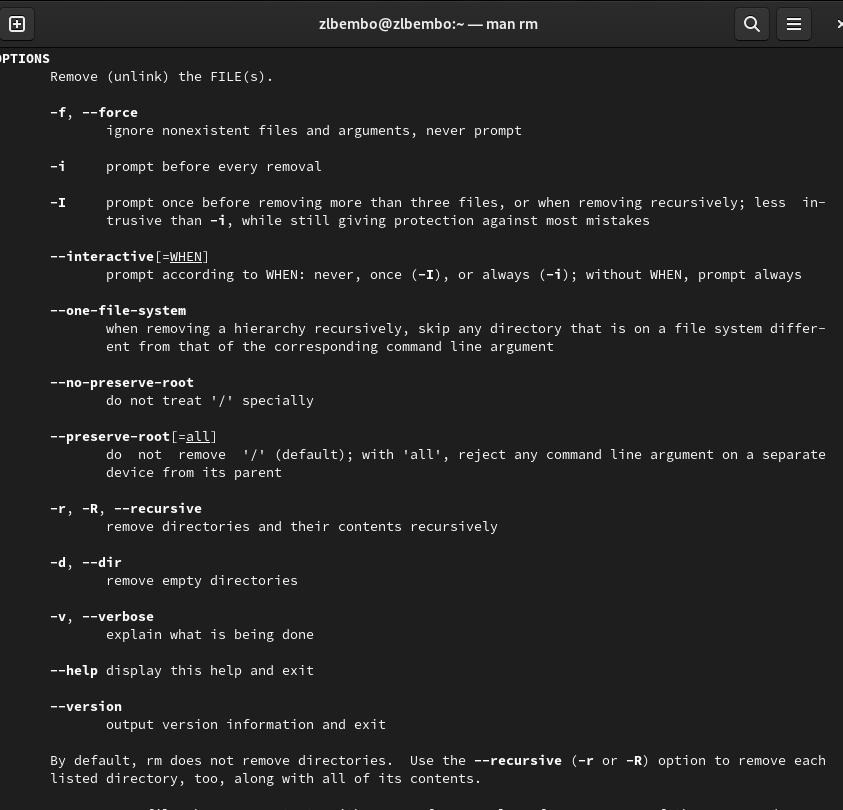 zlbembo@zlbembo:~ — man rm
OPTIONS
Remove (unlink) the FILE(s).
-f, --force
ignore nonexistent files and arguments, never prompt
-i prompt before every removal
-I prompt once before removing more than three files, or when removing recursively; less in-
trusive than -i, while still giving protection against most mistakes
--interactive[=WHEN]
prompt according to WHEN: never, once (-I), or always (-i); without WHEN, prompt always
--one-file-system
when removing a hierarchy recursively, skip any directory that is on a file system differ-
ent from that of the corresponding command line argument
--no-preserve-root
do not treat '/' specially
--preserve-root[=all]
do not remove '/' (default); with 'all', reject any command line argument on a separate
device from its parent
-r, -R, --recursive
remove directories and their contents recursively
-d, --dir
remove empty directories
-v, --verbose
explain what is being done
--help display this help and exit
--version
output version information and exit
By default, rm does not remove directories. Use the --recursive (-r or -R) option to remove each
listed directory, too, along with all of its contents.